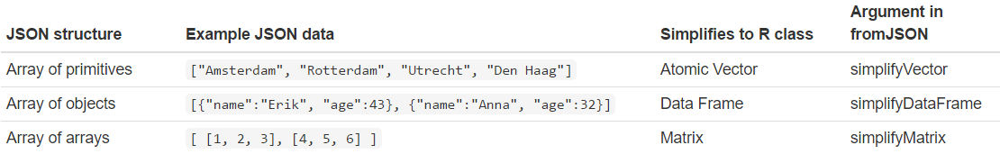 JSON structure Example JSON data Simplifies to R class Argument in fromJSON
Array of primitives ["Amsterdam", "Rotterdam", "Utrecht", "Den Haag"] Atomic Vector simplifyVector
Array of objects [{"name":"Erik", "age":43}, {"name":"Anna", "age":32}] Data Frame simplifyDataFrame
Array of arrays [ [1, 2, 3], [4, 5, 6] ] Matrix simplifyMatrix